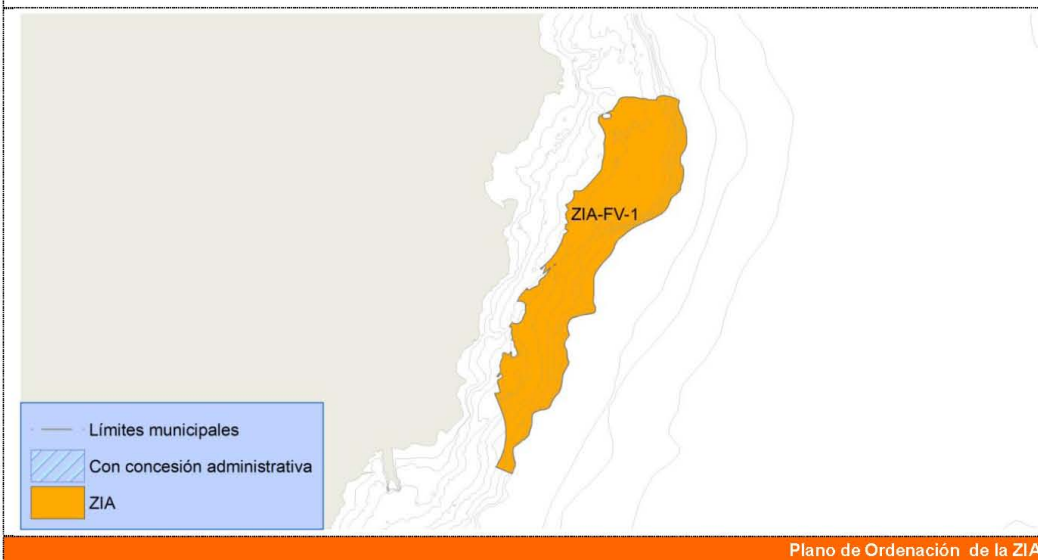 ZIA-FV-1
Límites municipales
Con concesión administrativa
ZIA
Plano de Ordenación de la ZIA